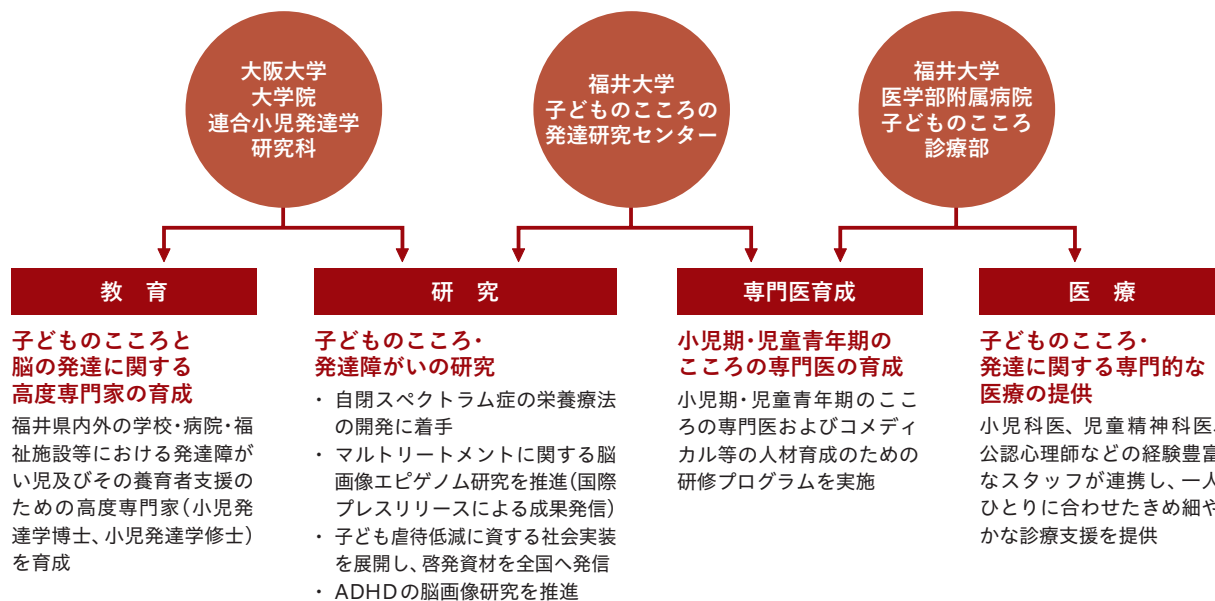 大阪大学
大学院
連合小児発達学
研究科
福井大学
子どものこころの
発達研究センター
福井大学
医学部附属病院
子どものこころ
診療部
教 育
子どものこころと
脳の発達に関する
高度専門家の育成
福井県内外の学校・病院・福
祉施設等における発達障が
い児及びその養育者支援の
ための高度専門家(小児発
達学博士、小児発達学修士)
を育成
研 究
子どものこころ・
発達障がいの研究
・ 自閉スペクトラム症の栄養療法
の開発に着手
・ マルトリートメントに関する脳
画像エピゲノム研究を推進(国際
プレスリリースによる成果発信)
・ 子ども虐待低減に資する社会実装
を展開し、啓発資材を全国へ発信
・ ADHDの脳画像研究を推進
専門医育成
小児期・児童青年期の
こころの専門医の育成
小児期・児童青年期のここ
ろの専門医およびコメディ
カル等の人材育成のための
研修プログラムを実施
医 療
子どものこころ・
発達に関する専門的な
医療の提供
小児科医、児童精神科医、
公認心理師などの経験豊富
なスタッフが連携し、一人
ひとりに合わせたきめ細や
かな診療支援を提供